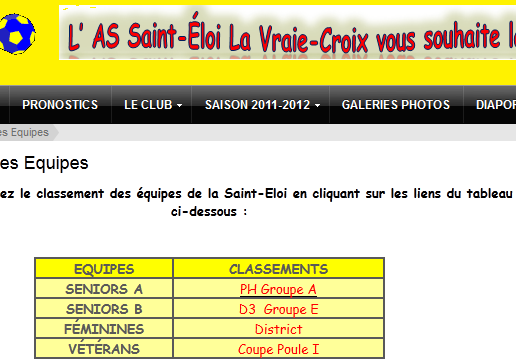 L' AS Saint-Éloi La Vraie-Croix vous souhaite
PRONOSTICS LE CLUB SAISON 2011-2012 GALERIES PHOTOS
es Equipes
es Equipes
ez le classement des équipes de la Saint-Eloi en cliquant sur les liens du tableau
ci-dessous :
EQUIPES CLASSEMENTS
SENIORS A PH Groupe A
SENIORS B D3 Groupe E
FÉMININES District
VÉTÉRANS Coupe Poule I